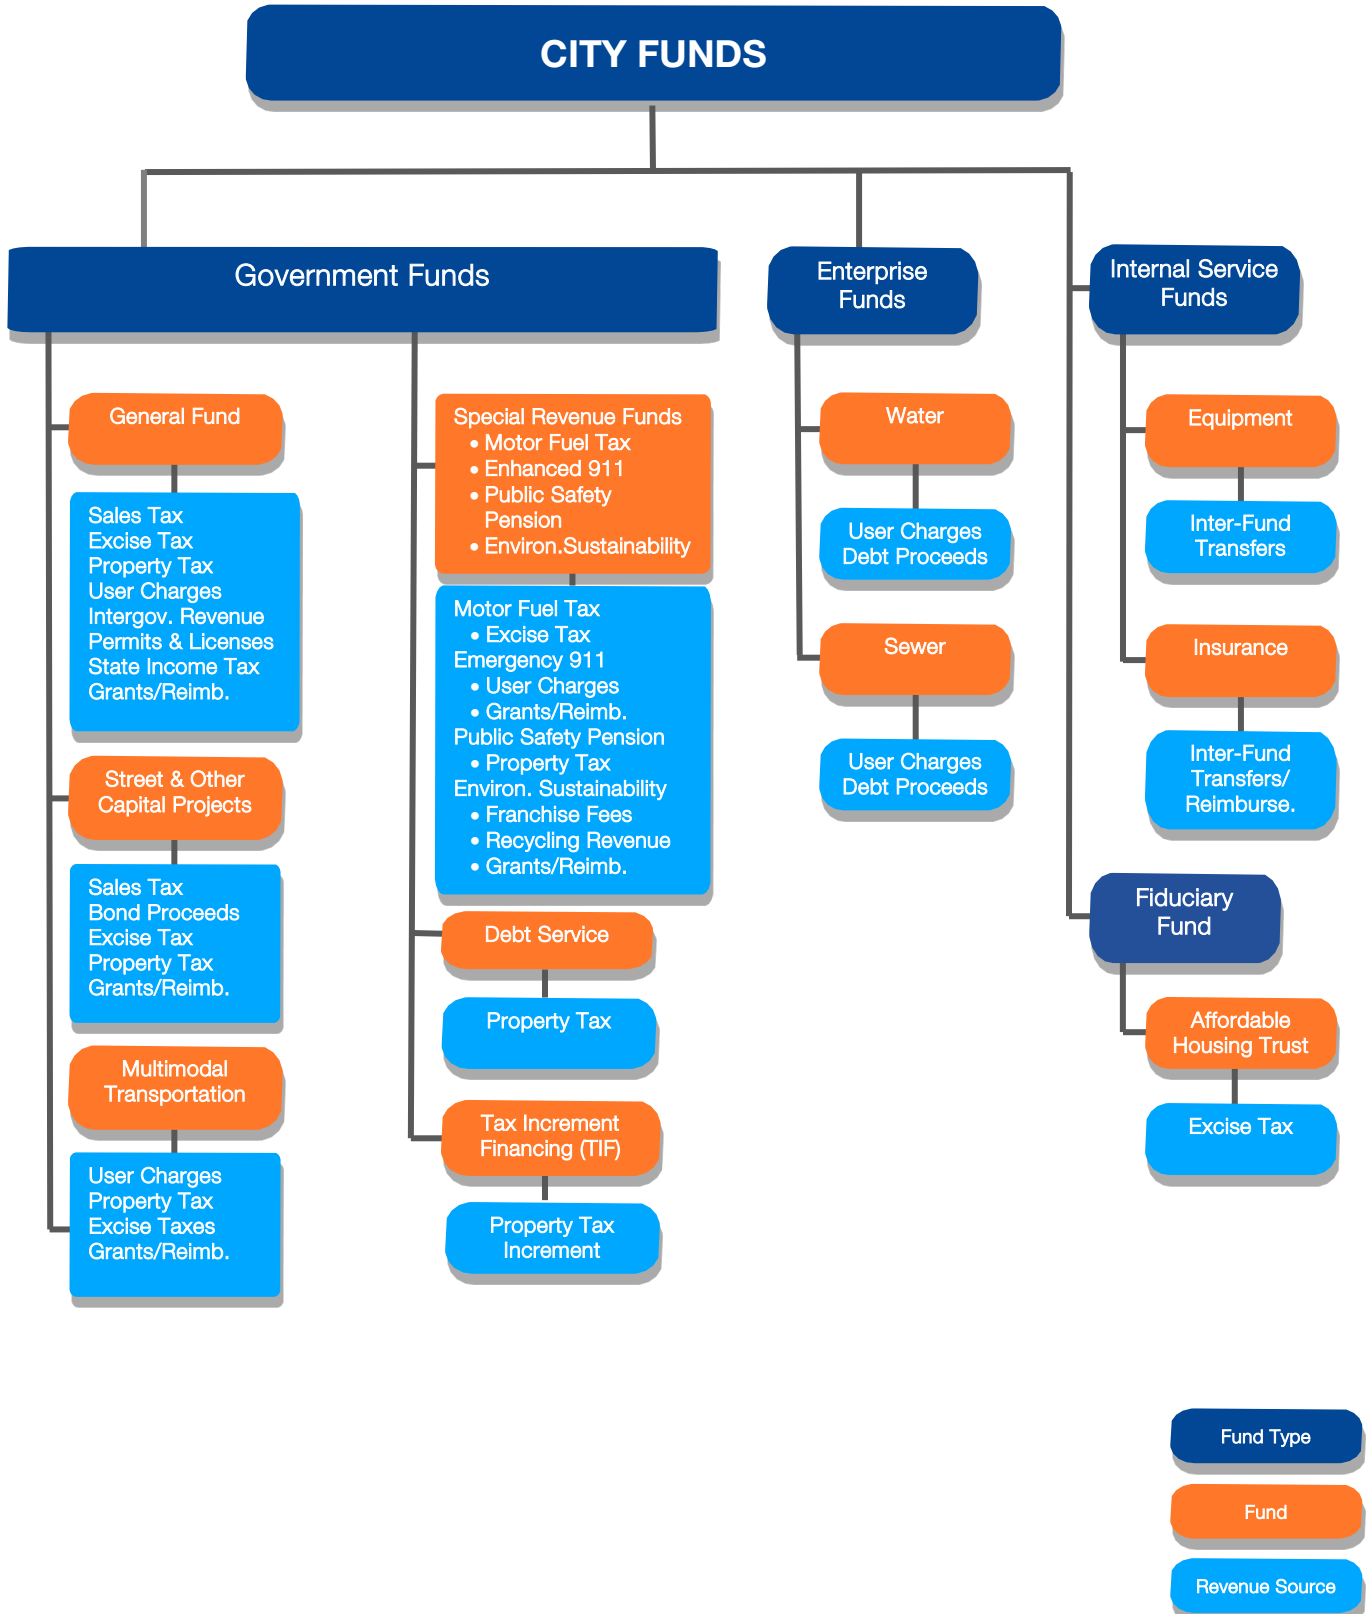 CITY FUNDS
Government Funds
General Fund
Sales Tax
Excise Tax
Property Tax
User Charges
Intergov. Revenue
Permits & Licenses
State Income Tax
Grants/Reimb.
Street & Other
Capital Projects
Sales Tax
Bond Proceeds
Excise Tax
Property Tax
Grants/Reimb.
Multimodal
Transportation
User Charges
Property Tax
Excise Taxes
Grants/Reimb.
Special Revenue Funds
• Motor Fuel Tax
• Enhanced 911
• Public Safety
Pension
• Environ.Sustainability
Motor Fuel Tax
• Excise Tax
Emergency 911
• User Charges
• Grants/Reimb.
Public Safety Pension
• Property Tax
Environ. Sustainability
• Franchise Fees
• Recycling Revenue
• Grants/Reimb.
Debt Service
Property Tax
Tax Increment
Financing (TIF)
Property Tax
Increment
Enterprise
Funds
Water
User Charges
Debt Proceeds
Sewer
User Charges
Debt Proceeds
Internal Service
Funds
Equipment
Inter-Fund
Transfers
Insurance
Inter-Fund
Transfers/
Reimburse.
Fiduciary
Fund
Affordable
Housing Trust
Excise Tax
Fund Type
Fund
Revenue Source